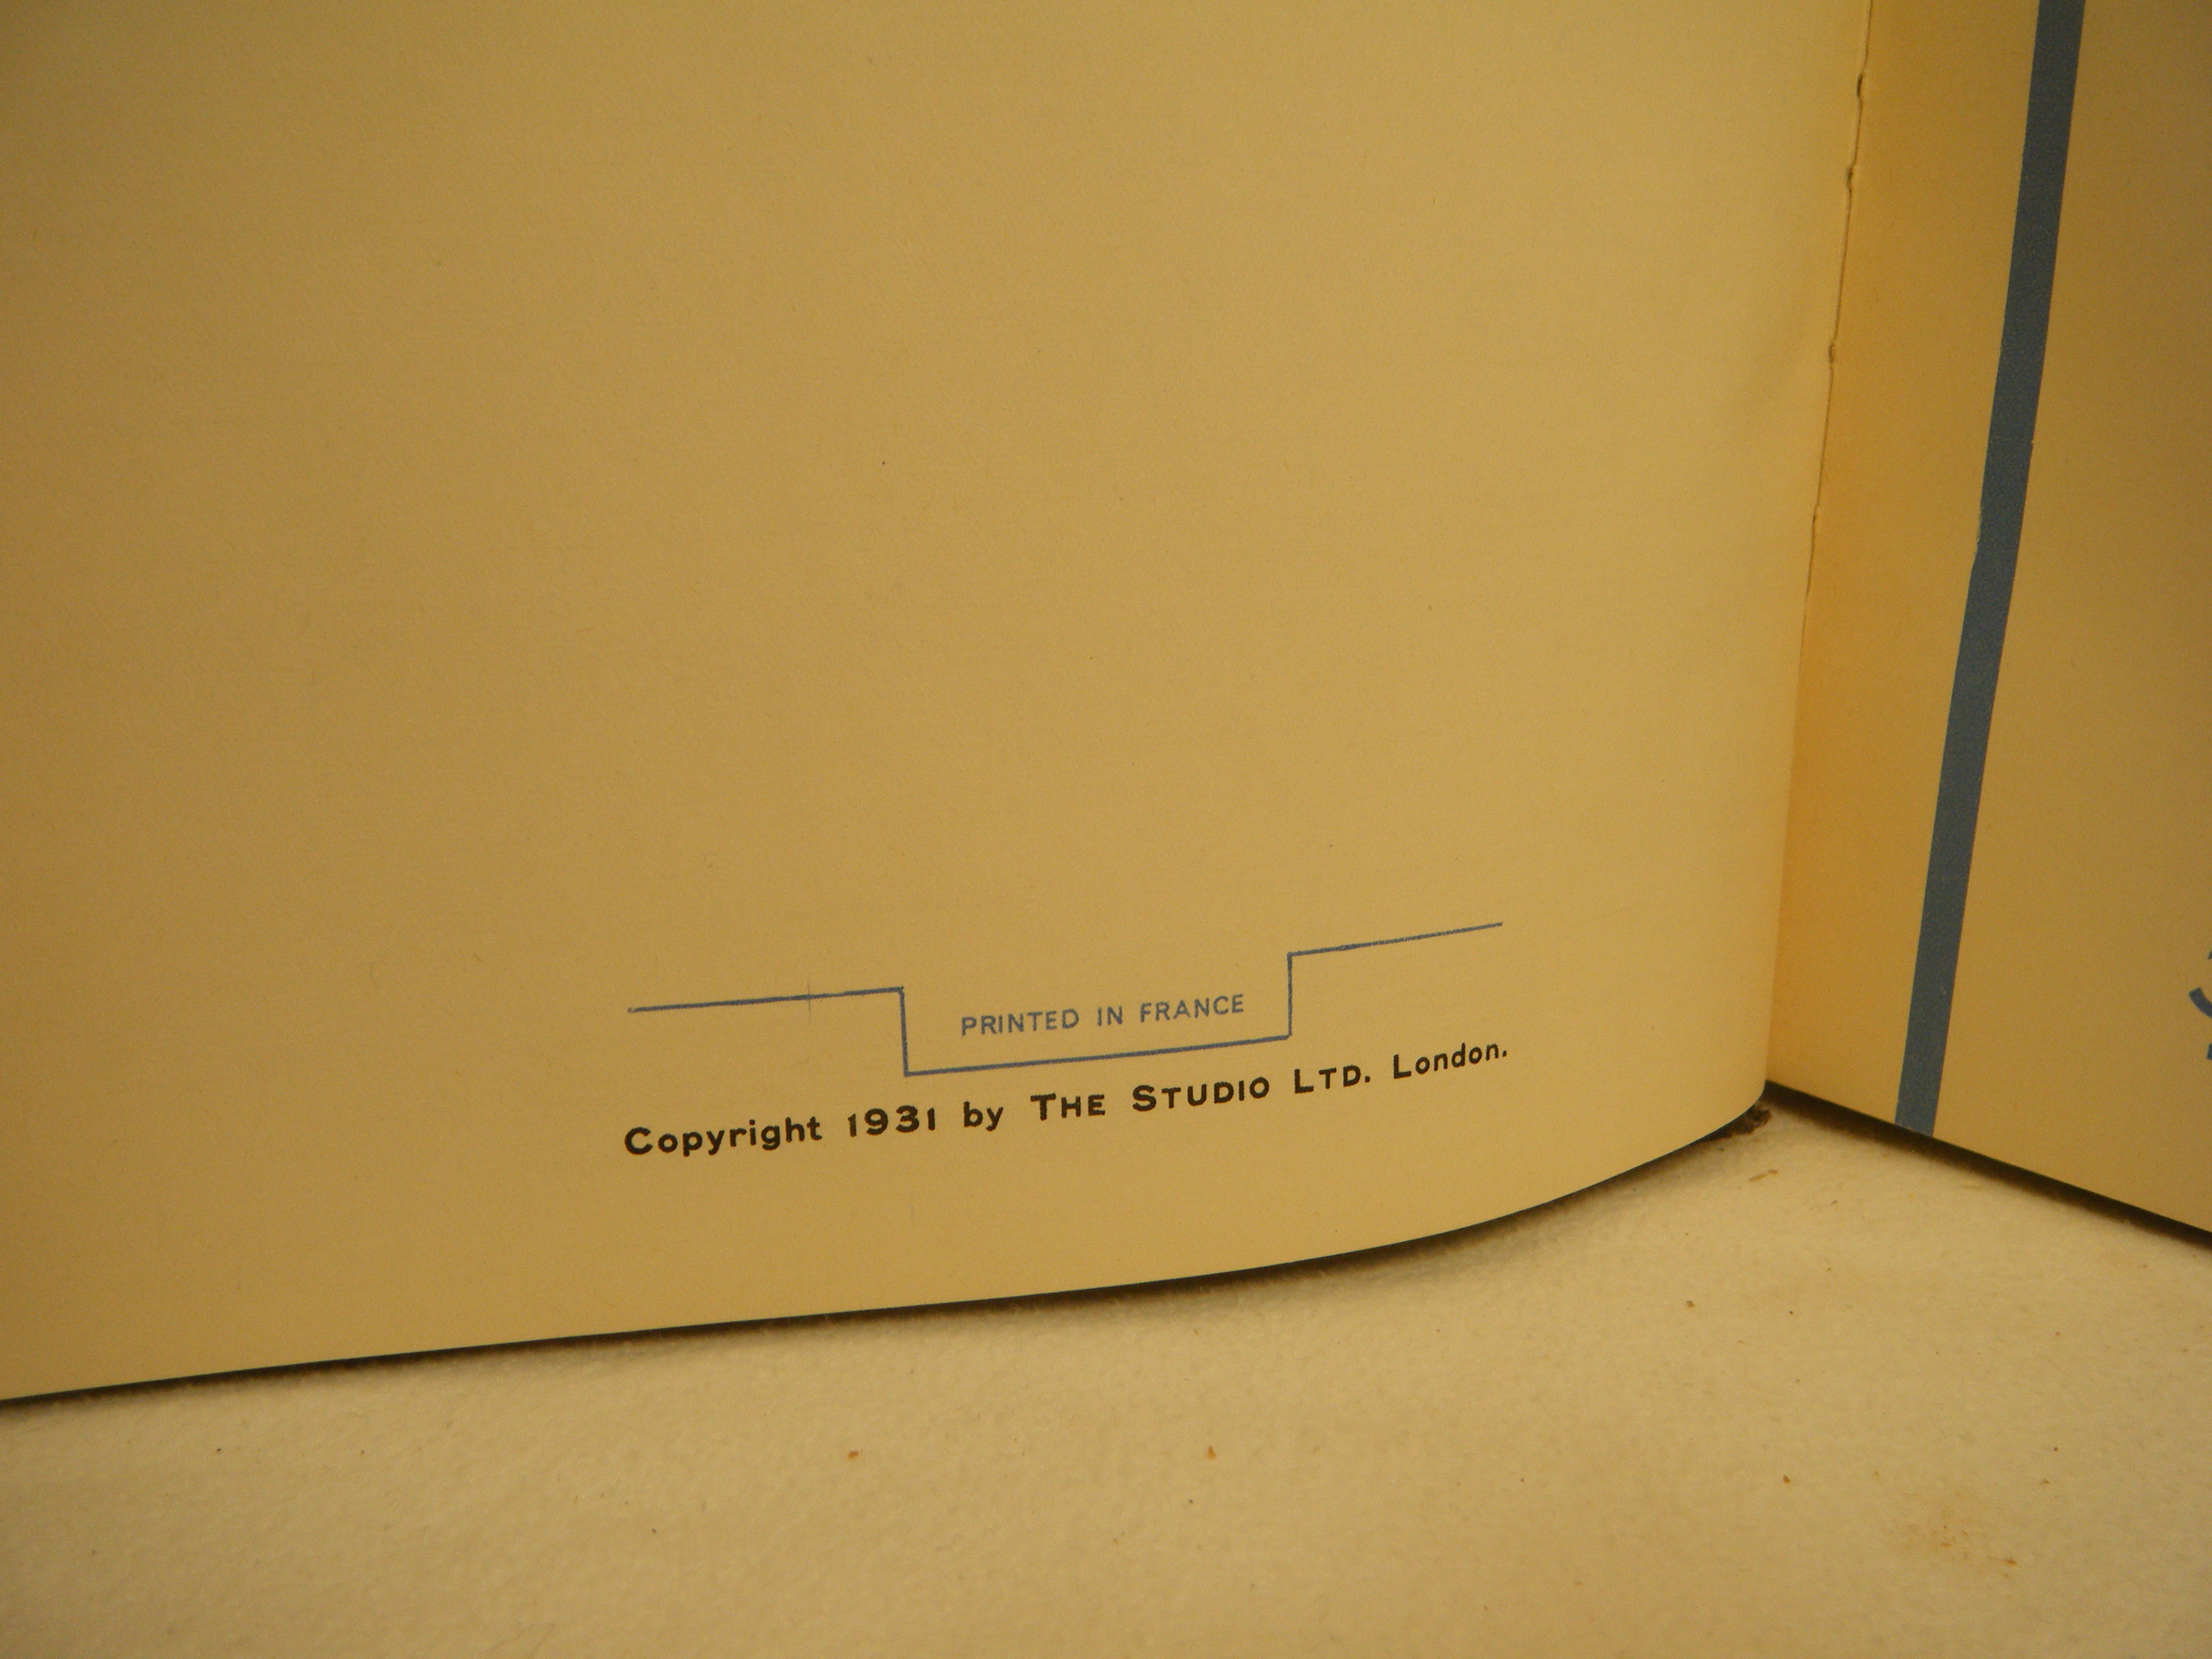 PRINTED IN FRANCE
Copyright 1931 by THE STUDIO LTD. London.